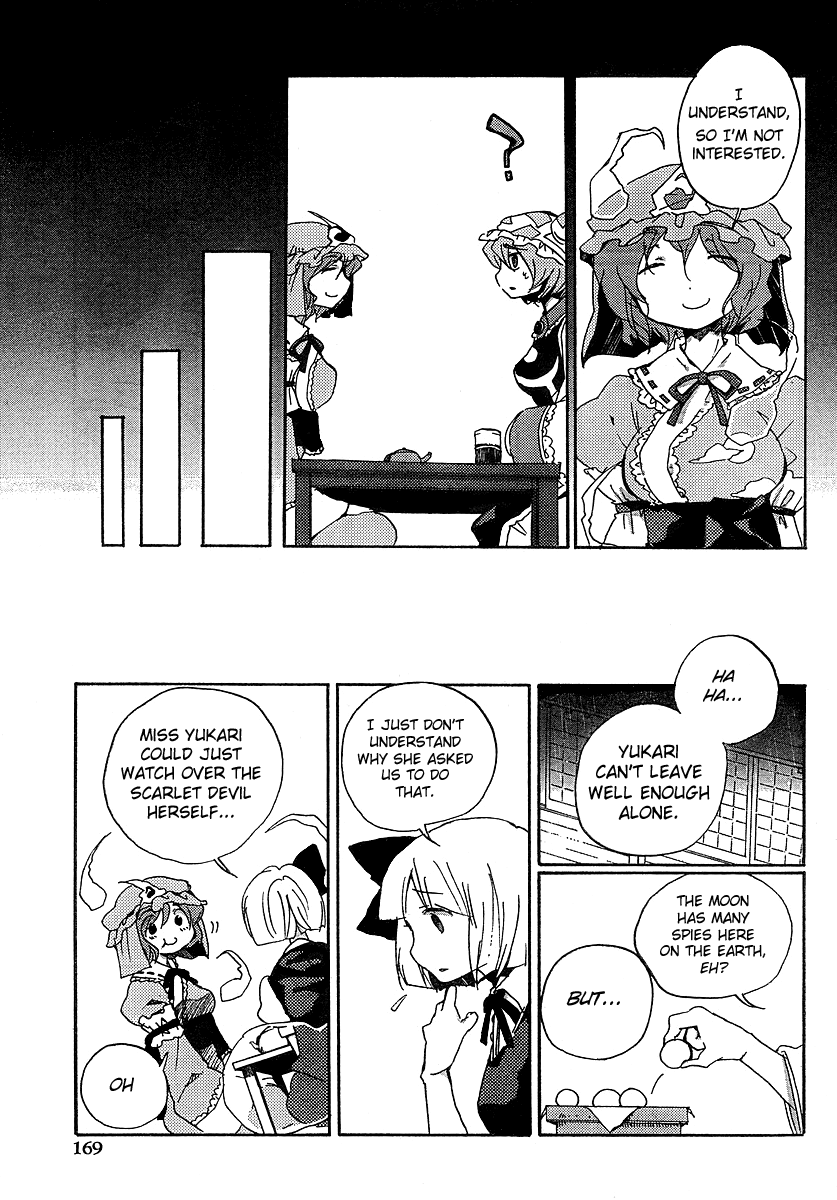 I
UNDERSTAND,
SO I'M NOT
INTERESTED.
?
HA
HA...
YUKARI
CAN'T LEAVE
WELL ENOUGH
ALONE.
THE MOON
HAS MANY
SPIES HERE
ON THE EARTH,
EH?
BUT...
I JUST DON'T
UNDERSTAND
WHY SHE ASKED
US TO DO
THAT.
MISS YUKARI
COULD JUST
WATCH OVER THE
SCARLET DEVIL
HERSELF...
OH
169